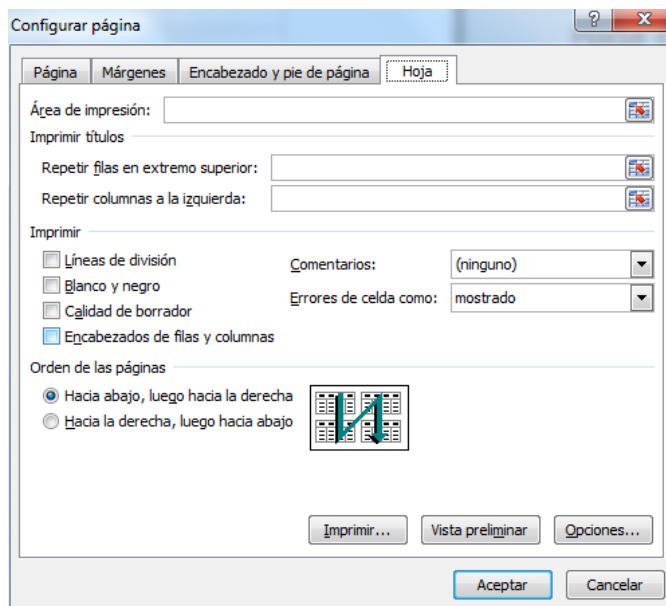 Configurar página
Página Márgenes Encabezado y pie de página Hoja
Área de impresión:
Imprimir títulos
Repetir filas en extremo superior:
Repetir columnas a la izquierda:
Imprimir
Líneas de división
Blanco y negro
Calidad de borrador
Encabezados de filas y columnas
Comentarios: (ninguno)
Errores de celda como: mostrado
Orden de las páginas
Hacia abajo, luego hacia la derecha
Hacia la derecha, luego hacia abajo
Imprimir... Vista preliminar Opciones...
Aceptar Cancelar